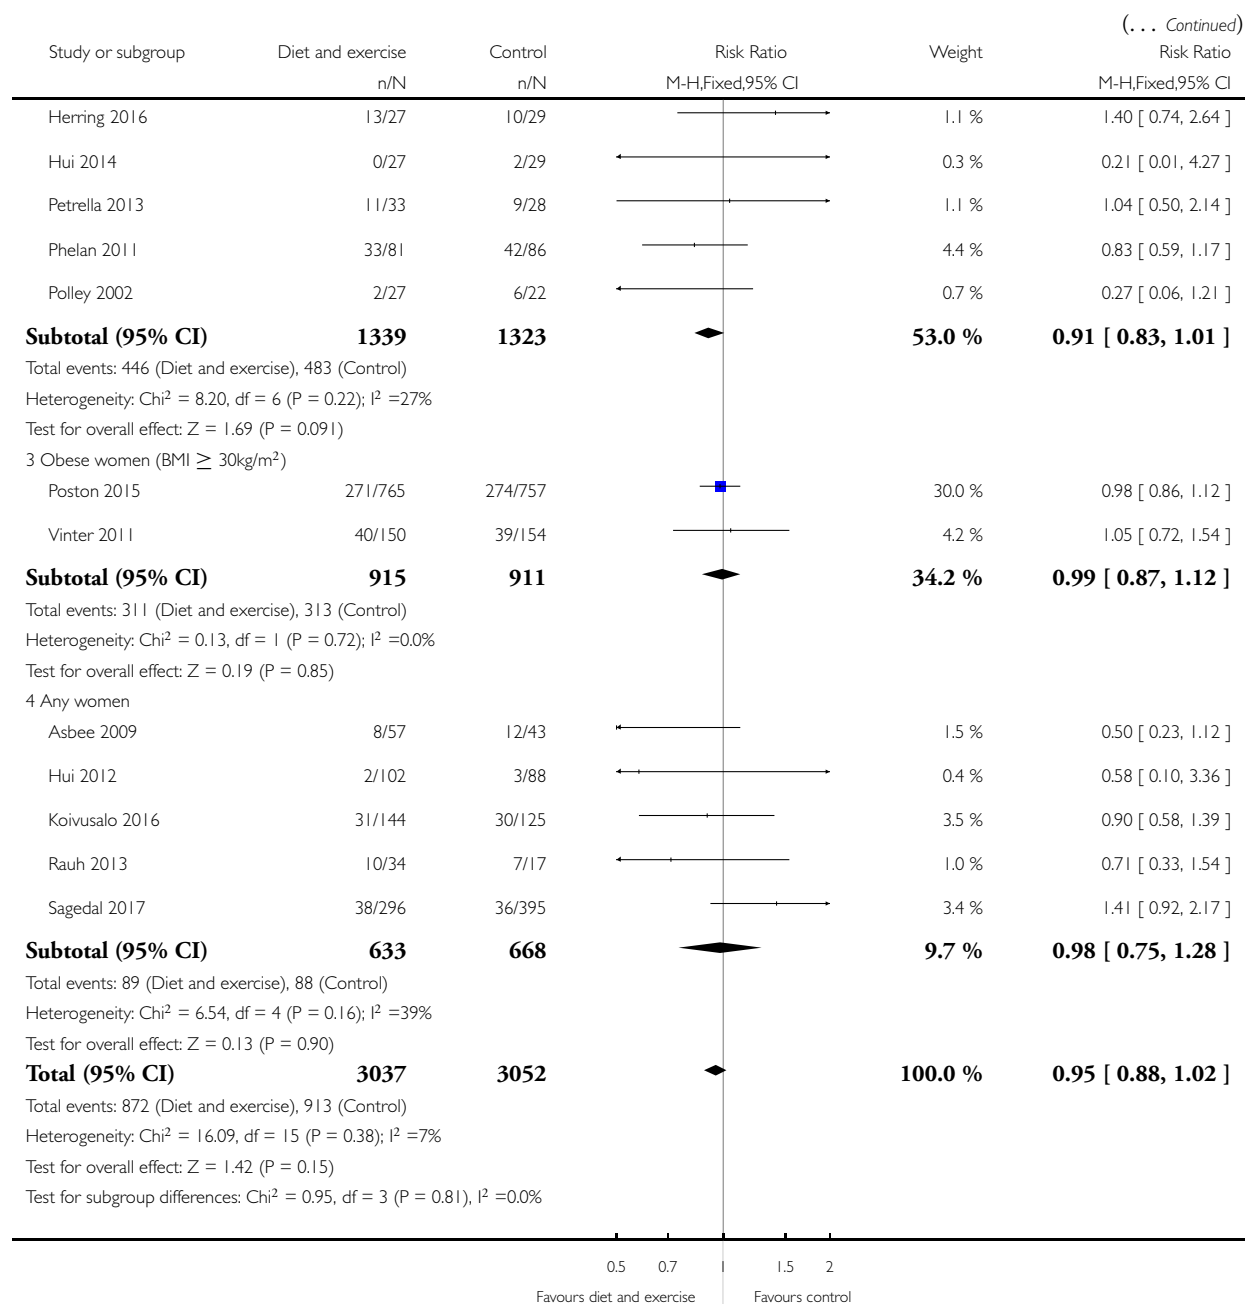 (... Continued)
Study or subgroup Diet and exercise Control Risk Ratio Weight Risk Ratio
n/N n/N M-H,Fixed,95% CI M-H,Fixed,95% CI
Herring 2016 13/27 10/29 1.1 % 1.40 [ 0.74, 2.64 ]
Hui 2014 0/27 2/29 0.3 % 0.21 [ 0.01, 4.27 ]
Petrella 2013 11/33 9/28 1.1 % 1.04 [ 0.50, 2.14 ]
Phelan 2011 33/81 42/86 4.4 % 0.83 [ 0.59, 1.17 ]
Polley 2002 2/27 6/22 0.7 % 0.27 [ 0.06, 1.21 ]
Subtotal (95% CI) 1339 1323 53.0 % 0.91 [ 0.83, 1.01 ]
Total events: 446 (Diet and exercise), 483 (Control)
Heterogeneity: Chi² = 8.20, df = 6 (P = 0.22); I² =27%
Test for overall effect: Z = 1.69 (P = 0.091)
3 Obese women (BMI ≥ 30kg/m²)
Poston 2015 271/765 274/757 30.0 % 0.98 [ 0.86, 1.12 ]
Vinter 2011 40/150 39/154 4.2 % 1.05 [ 0.72, 1.54 ]
Subtotal (95% CI) 915 911 34.2 % 0.99 [ 0.87, 1.12 ]
Total events: 311 (Diet and exercise), 313 (Control)
Heterogeneity: Chi² = 0.13, df = 1 (P = 0.72); I² =0.0%
Test for overall effect: Z = 0.19 (P = 0.85)
4 Any women
Asbee 2009 8/57 12/43 1.5 % 0.50 [ 0.23, 1.12 ]
Hui 2012 2/102 3/88 0.4 % 0.58 [ 0.10, 3.36 ]
Koivusalo 2016 31/144 30/125 3.5 % 0.90 [ 0.58, 1.39 ]
Rauh 2013 10/34 7/17 1.0 % 0.71 [ 0.33, 1.54 ]
Sagedal 2017 38/296 36/395 3.4 % 1.41 [ 0.92, 2.17 ]
Subtotal (95% CI) 633 668 9.7 % 0.98 [ 0.75, 1.28 ]
Total events: 89 (Diet and exercise), 88 (Control)
Heterogeneity: Chi² = 6.54, df = 4 (P = 0.16); I² =39%
Test for overall effect: Z = 0.13 (P = 0.90)
Total (95% CI) 3037 3052 100.0 % 0.95 [ 0.88, 1.02 ]
Total events: 872 (Diet and exercise), 913 (Control)
Heterogeneity: Chi² = 16.09, df = 15 (P = 0.38); I² =7%
Test for overall effect: Z = 1.42 (P = 0.15)
Test for subgroup differences: Chi² = 0.95, df = 3 (P = 0.81), I² =0.0%
0.5 0.7 1 1.5 2
Favours diet and exercise Favours control